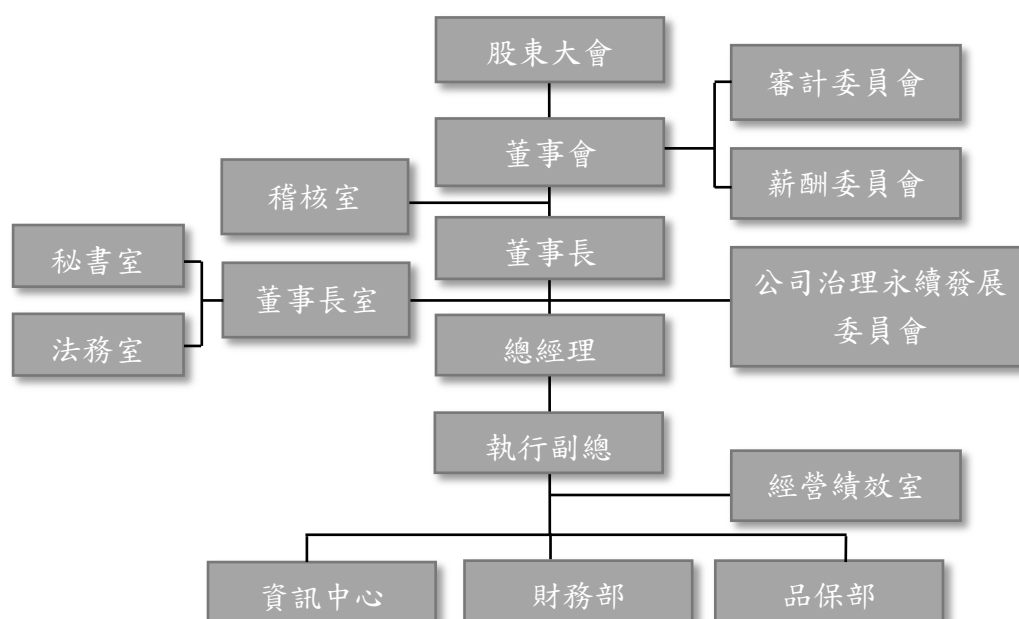 股東大會
審計委員會
董事會
薪酬委員會
稽核室
董事長
秘書室
董事長室
公司治理永續發展
委員會
法務室
總經理
執行副總
經營績效室
資訊中心
財務部
品保部